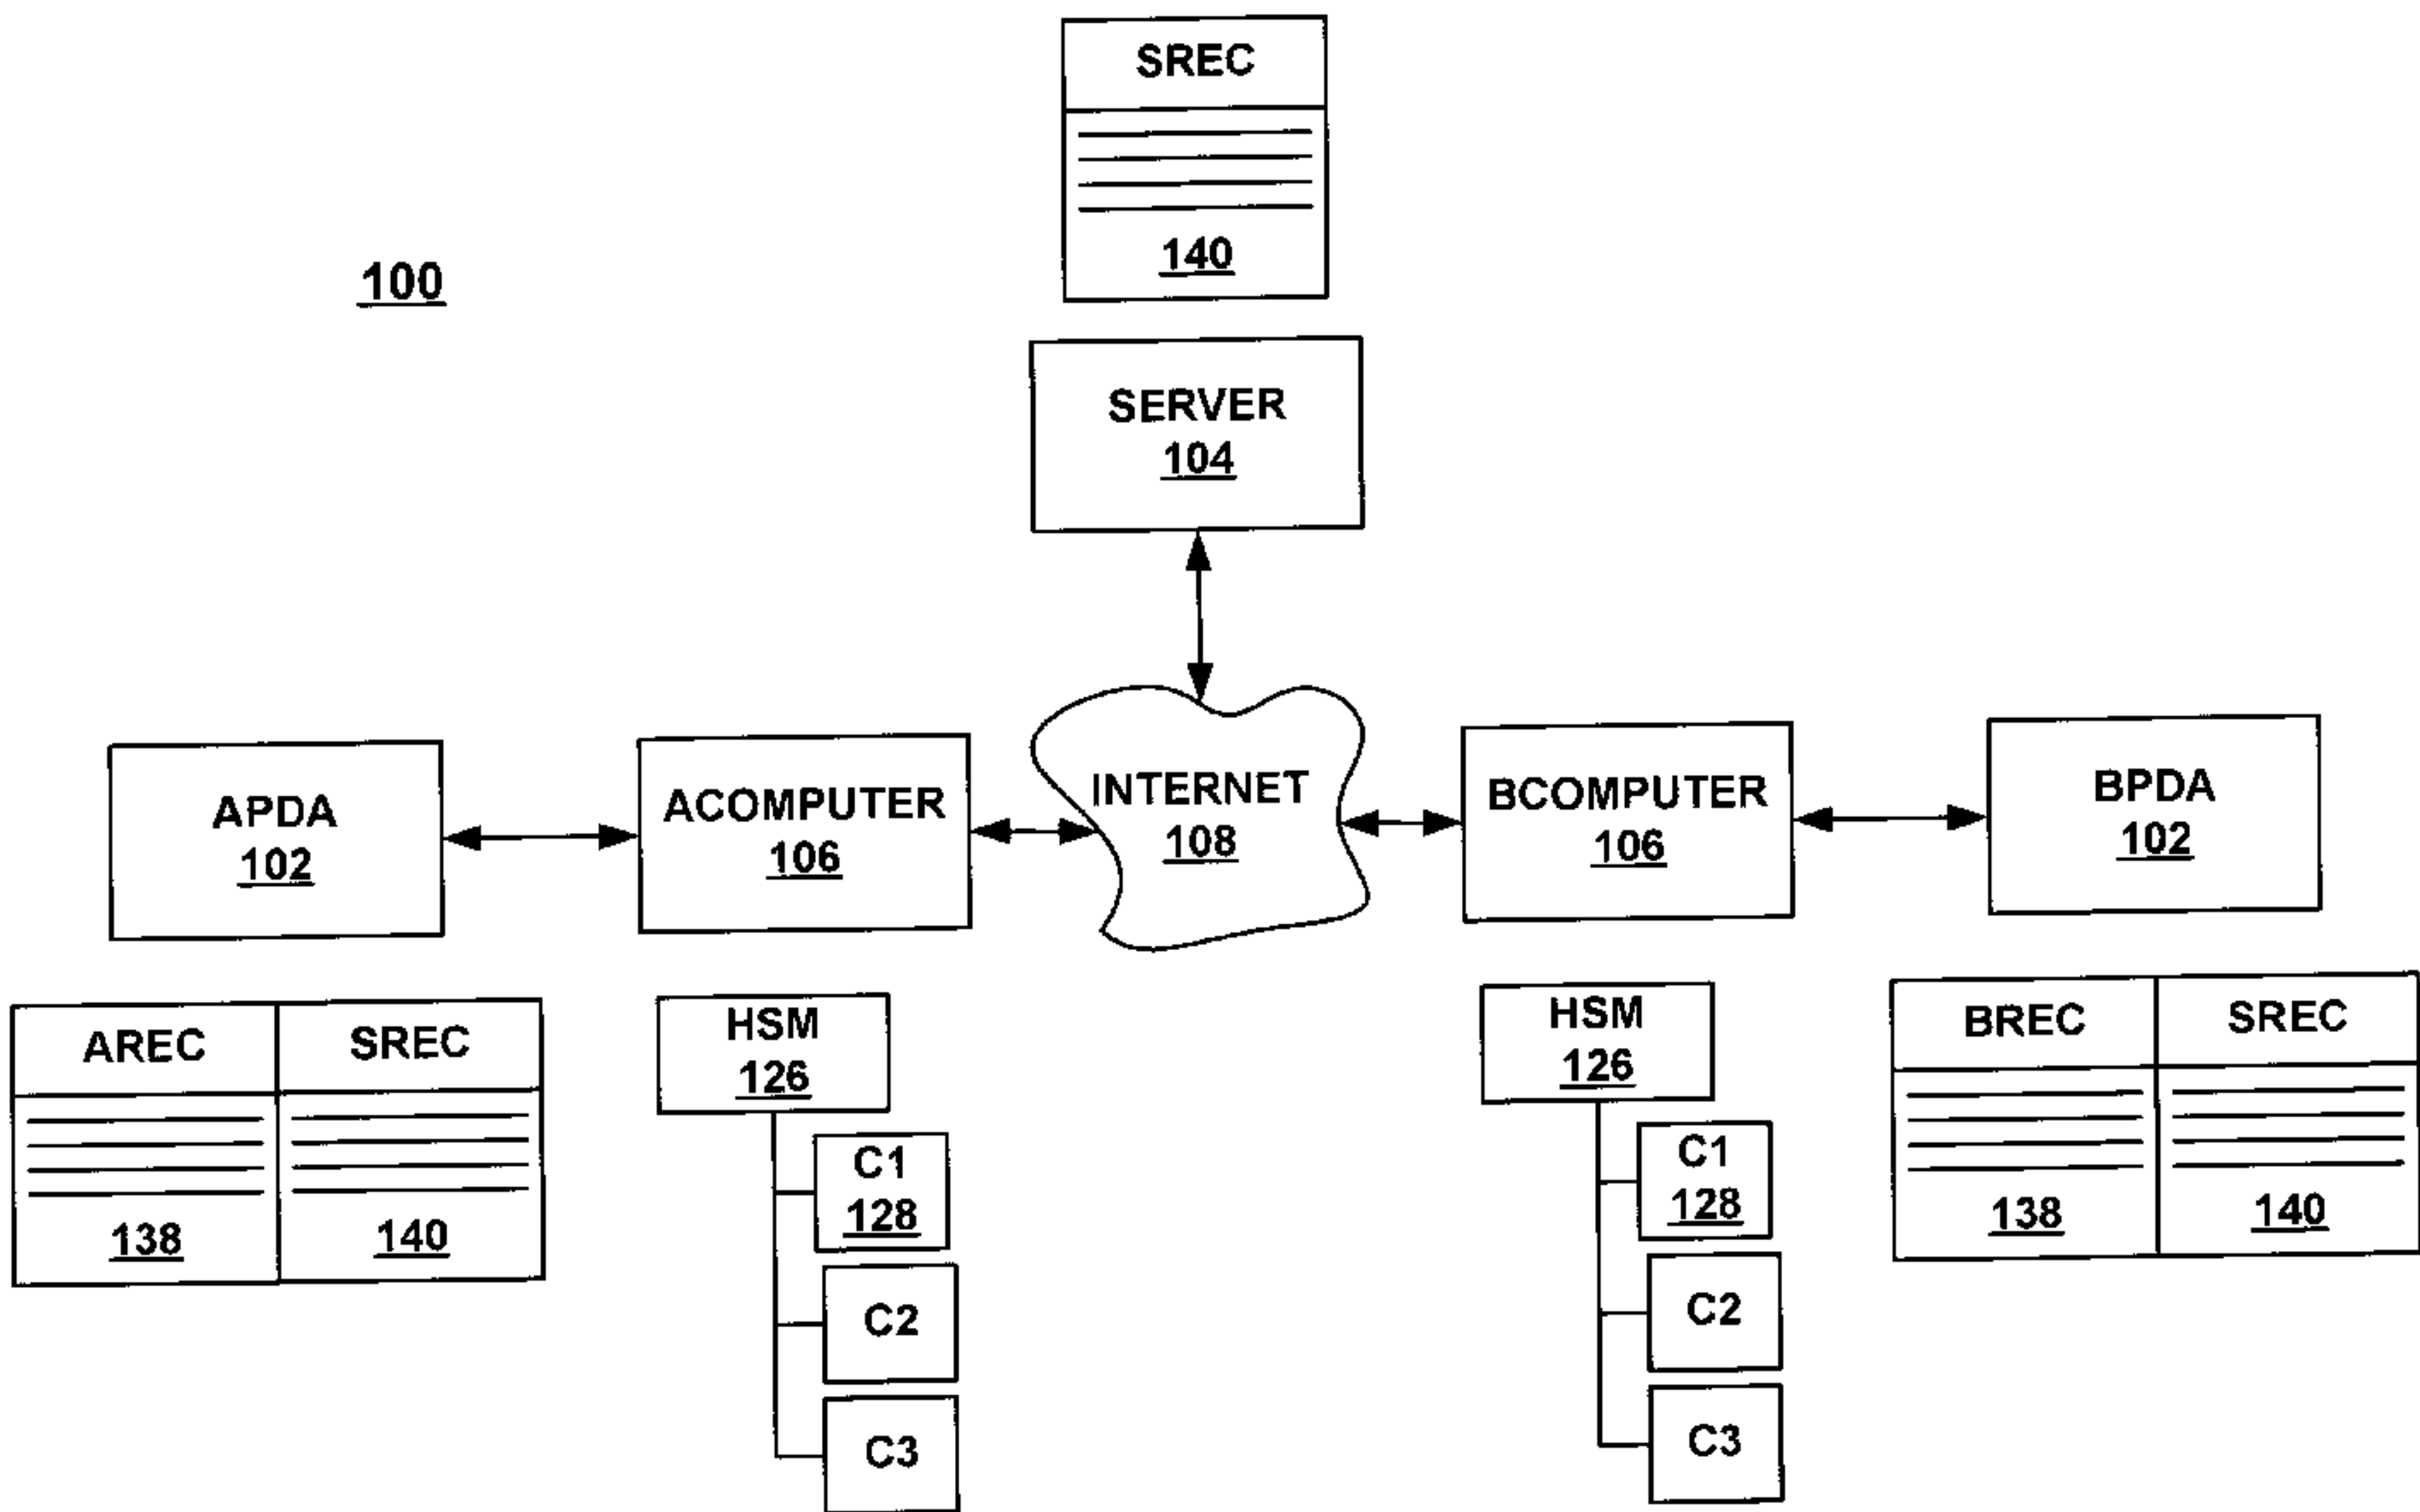 SREC
140
100
SERVER
104
APDA
102
ACOMPUTER
106
INTERNET
108
BCOMPUTER
106
BPDA
102
AREC
SREC
138
140
HSM
126
C1
128
C2
C3
HSM
126
C1
128
C2
C3
BREC
SREC
138
140